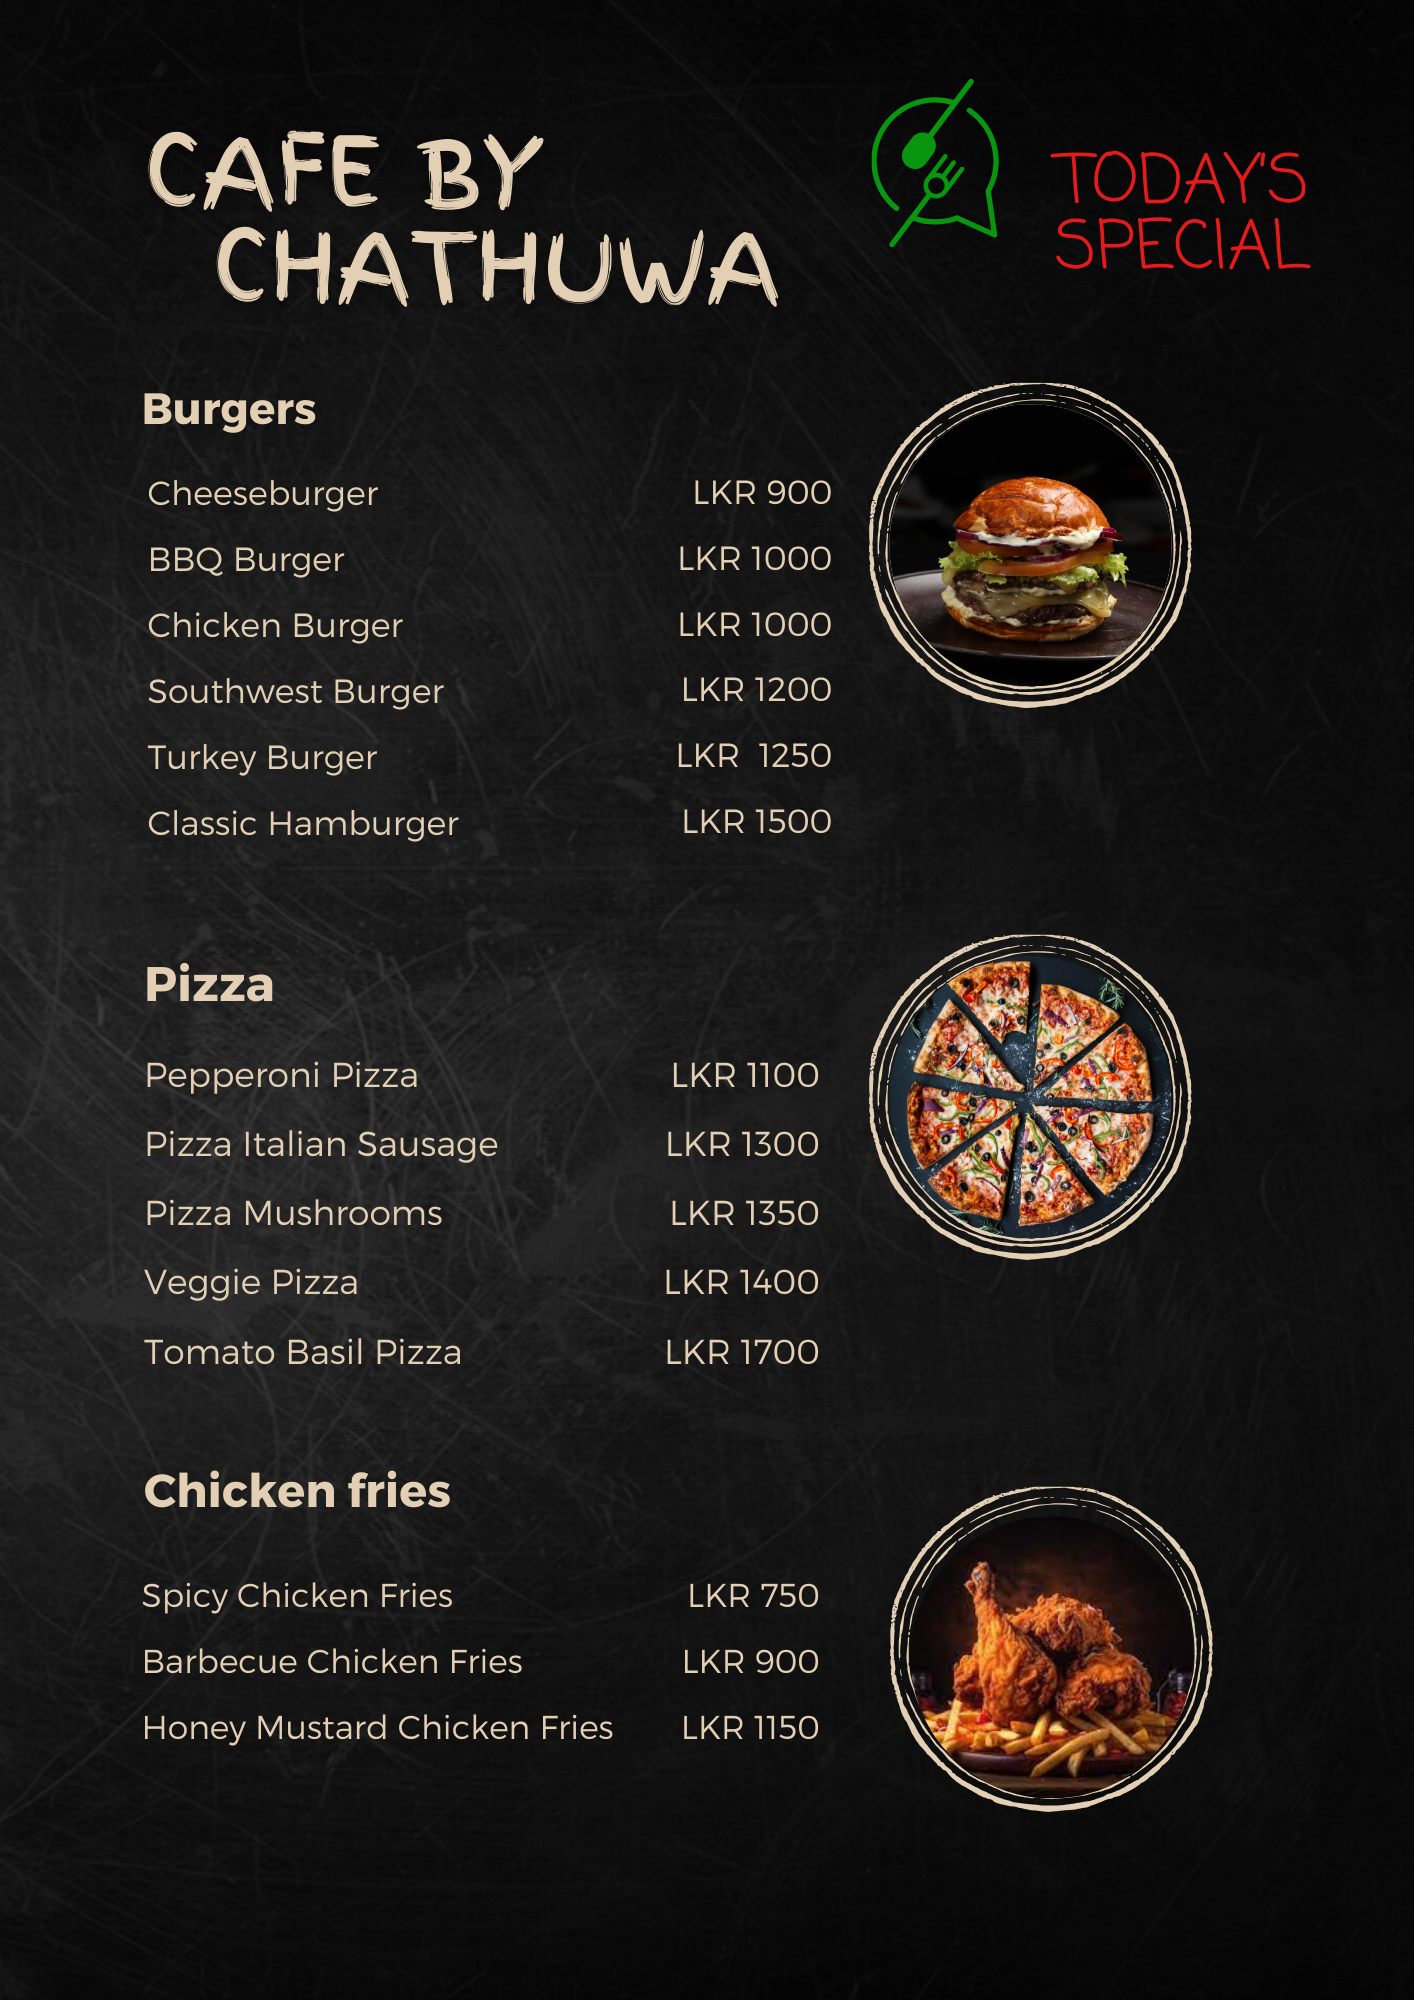 CAFE BY
CHATHUWA
TODAY'S
SPECIAL
Burgers
Cheeseburger LKR 900
BBQ Burger LKR 1000
Chicken Burger LKR 1000
Southwest Burger LKR 1200
Turkey Burger LKR 1250
Classic Hamburger LKR 1500
Pizza
Pepperoni Pizza LKR 1100
Pizza Italian Sausage LKR 1300
Pizza Mushrooms LKR 1350
Veggie Pizza LKR 1400
Tomato Basil Pizza LKR 1700
Chicken fries
Spicy Chicken Fries LKR 750
Barbecue Chicken Fries LKR 900
Honey Mustard Chicken Fries LKR 1150